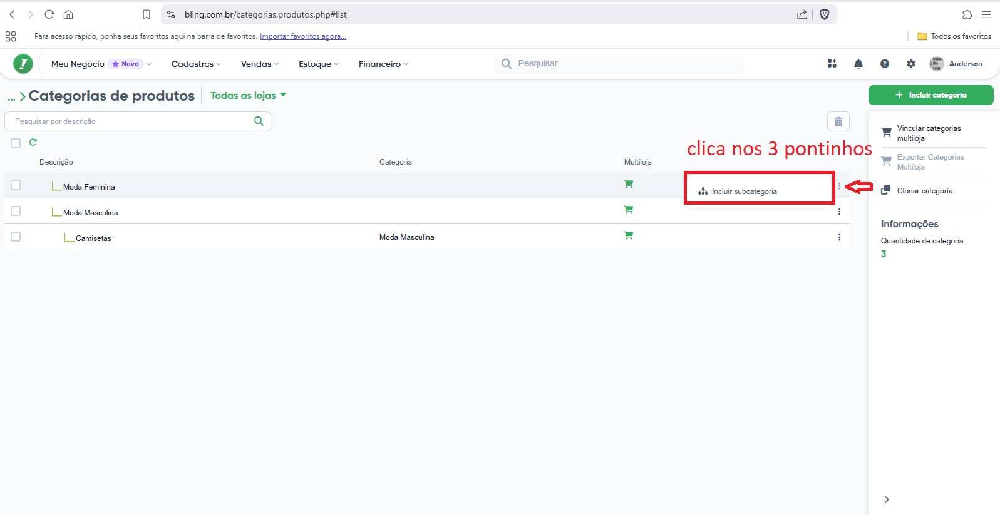 bling.com.br/categorias.produtos.php#list
Para acesso rápido, ponha seus favoritos aqui na barra de favoritos. Importar favoritos agora...
Todos os favoritos
Meu Negócio Novo Cadastros Vendas Estoque Financeiro
Pesquisar
Anderson
... Categorias de produtos Todas as lojas
+ Incluir categoria
Pesquisar por descrição
Vincular categorias
multiloja
clica nos 3 pontinhos
Exportar Categorias
Multiloja
Descrição Categoria Multiloja
Moda Feminina
Incluir subcategoria
Clonar categoría
Moda Masculina
Camisetas Moda Masculina
Informações
Quantidade de categoria
3